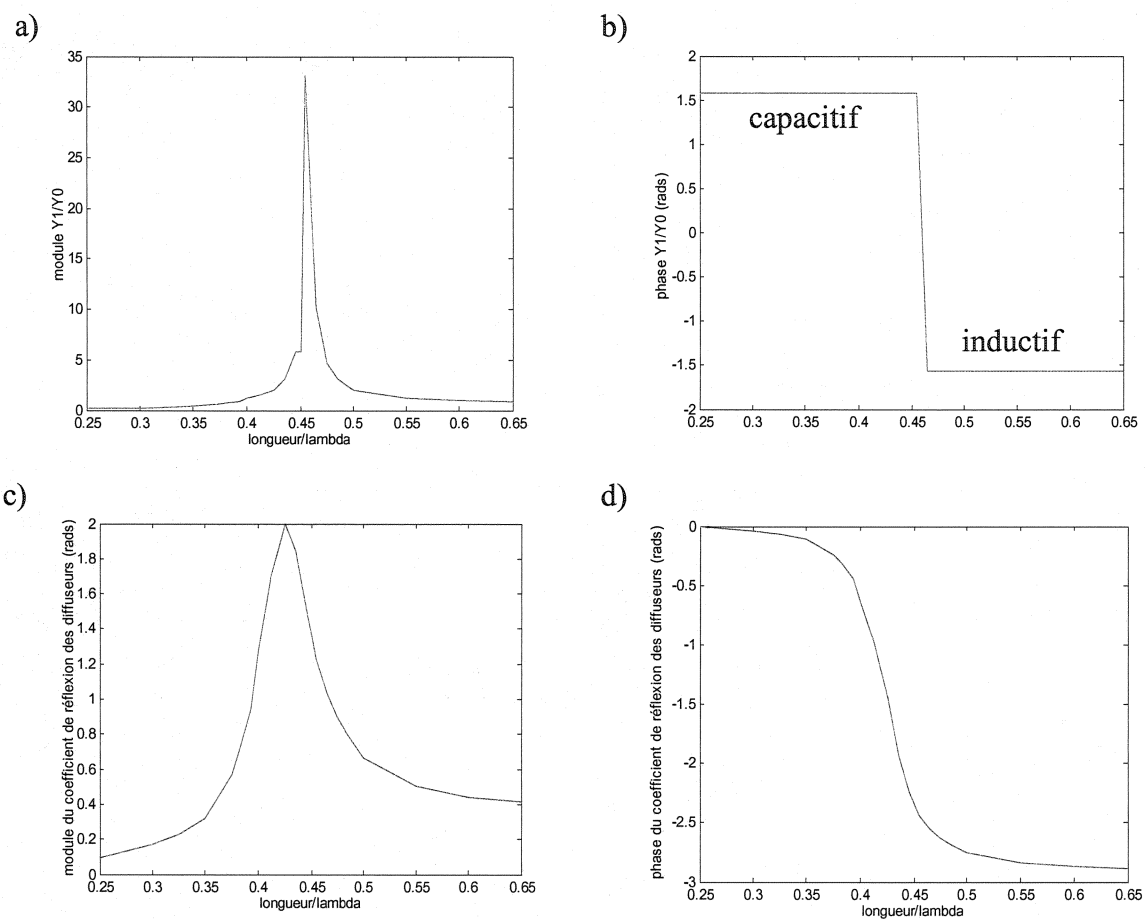 a)
35
30
25
20
15
10
5
0
module Y1/Y0
0.25 0.3 0.35 0.4 0.45 0.5 0.55 0.6 0.65
longueur/lambda
b)
2
1.5
1
0.5
0
-0.5
-1
-1.5
-2
phase Y1/Y0 (rads)
capacitif
inductif
0.25 0.3 0.35 0.4 0.45 0.5 0.55 0.6 0.65
longueur/lambda
c)
2
1.8
1.6
1.4
1.2
1
0.8
0.6
0.4
0.2
0
module du coefficient de réflexion des diffuseurs (rads)
0.25 0.3 0.35 0.4 0.45 0.5 0.55 0.6 0.65
longueur/lambda
d)
0
-0.5
-1
-1.5
-2
-2.5
-3
phase du coefficient de réflexion des diffuseurs (rads)
0.25 0.3 0.35 0.4 0.45 0.5 0.55 0.6 0.65
longueur/lambda